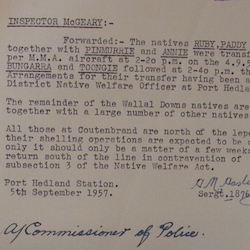 INSPECTOR McGEARY:-
Forwarded:- The natives RUBY, PADDY
together with PINMURRIE and ANNIE were trans
per M.M.A. aircraft at 2-20 p.m. on the 4.9.5
BUNGARRA and TOONGIE followed at 2-40 p.m. th
Arrangements for their transfer having been m
District Native Welfare Officer at Port Hedl
The remainder of the Wallal Downs natives are
together with a large number of other natives
All those at Coutenbrand are north of the lep
their shelling operations are expected to be
only it should only be a matter of a few weeks
return south of the line in contravention of
subsection 3 of the Native Welfare Act.
Port Hedland Station.
5th September 1957.
Sergt. 1876
A/Commissioner of Police.